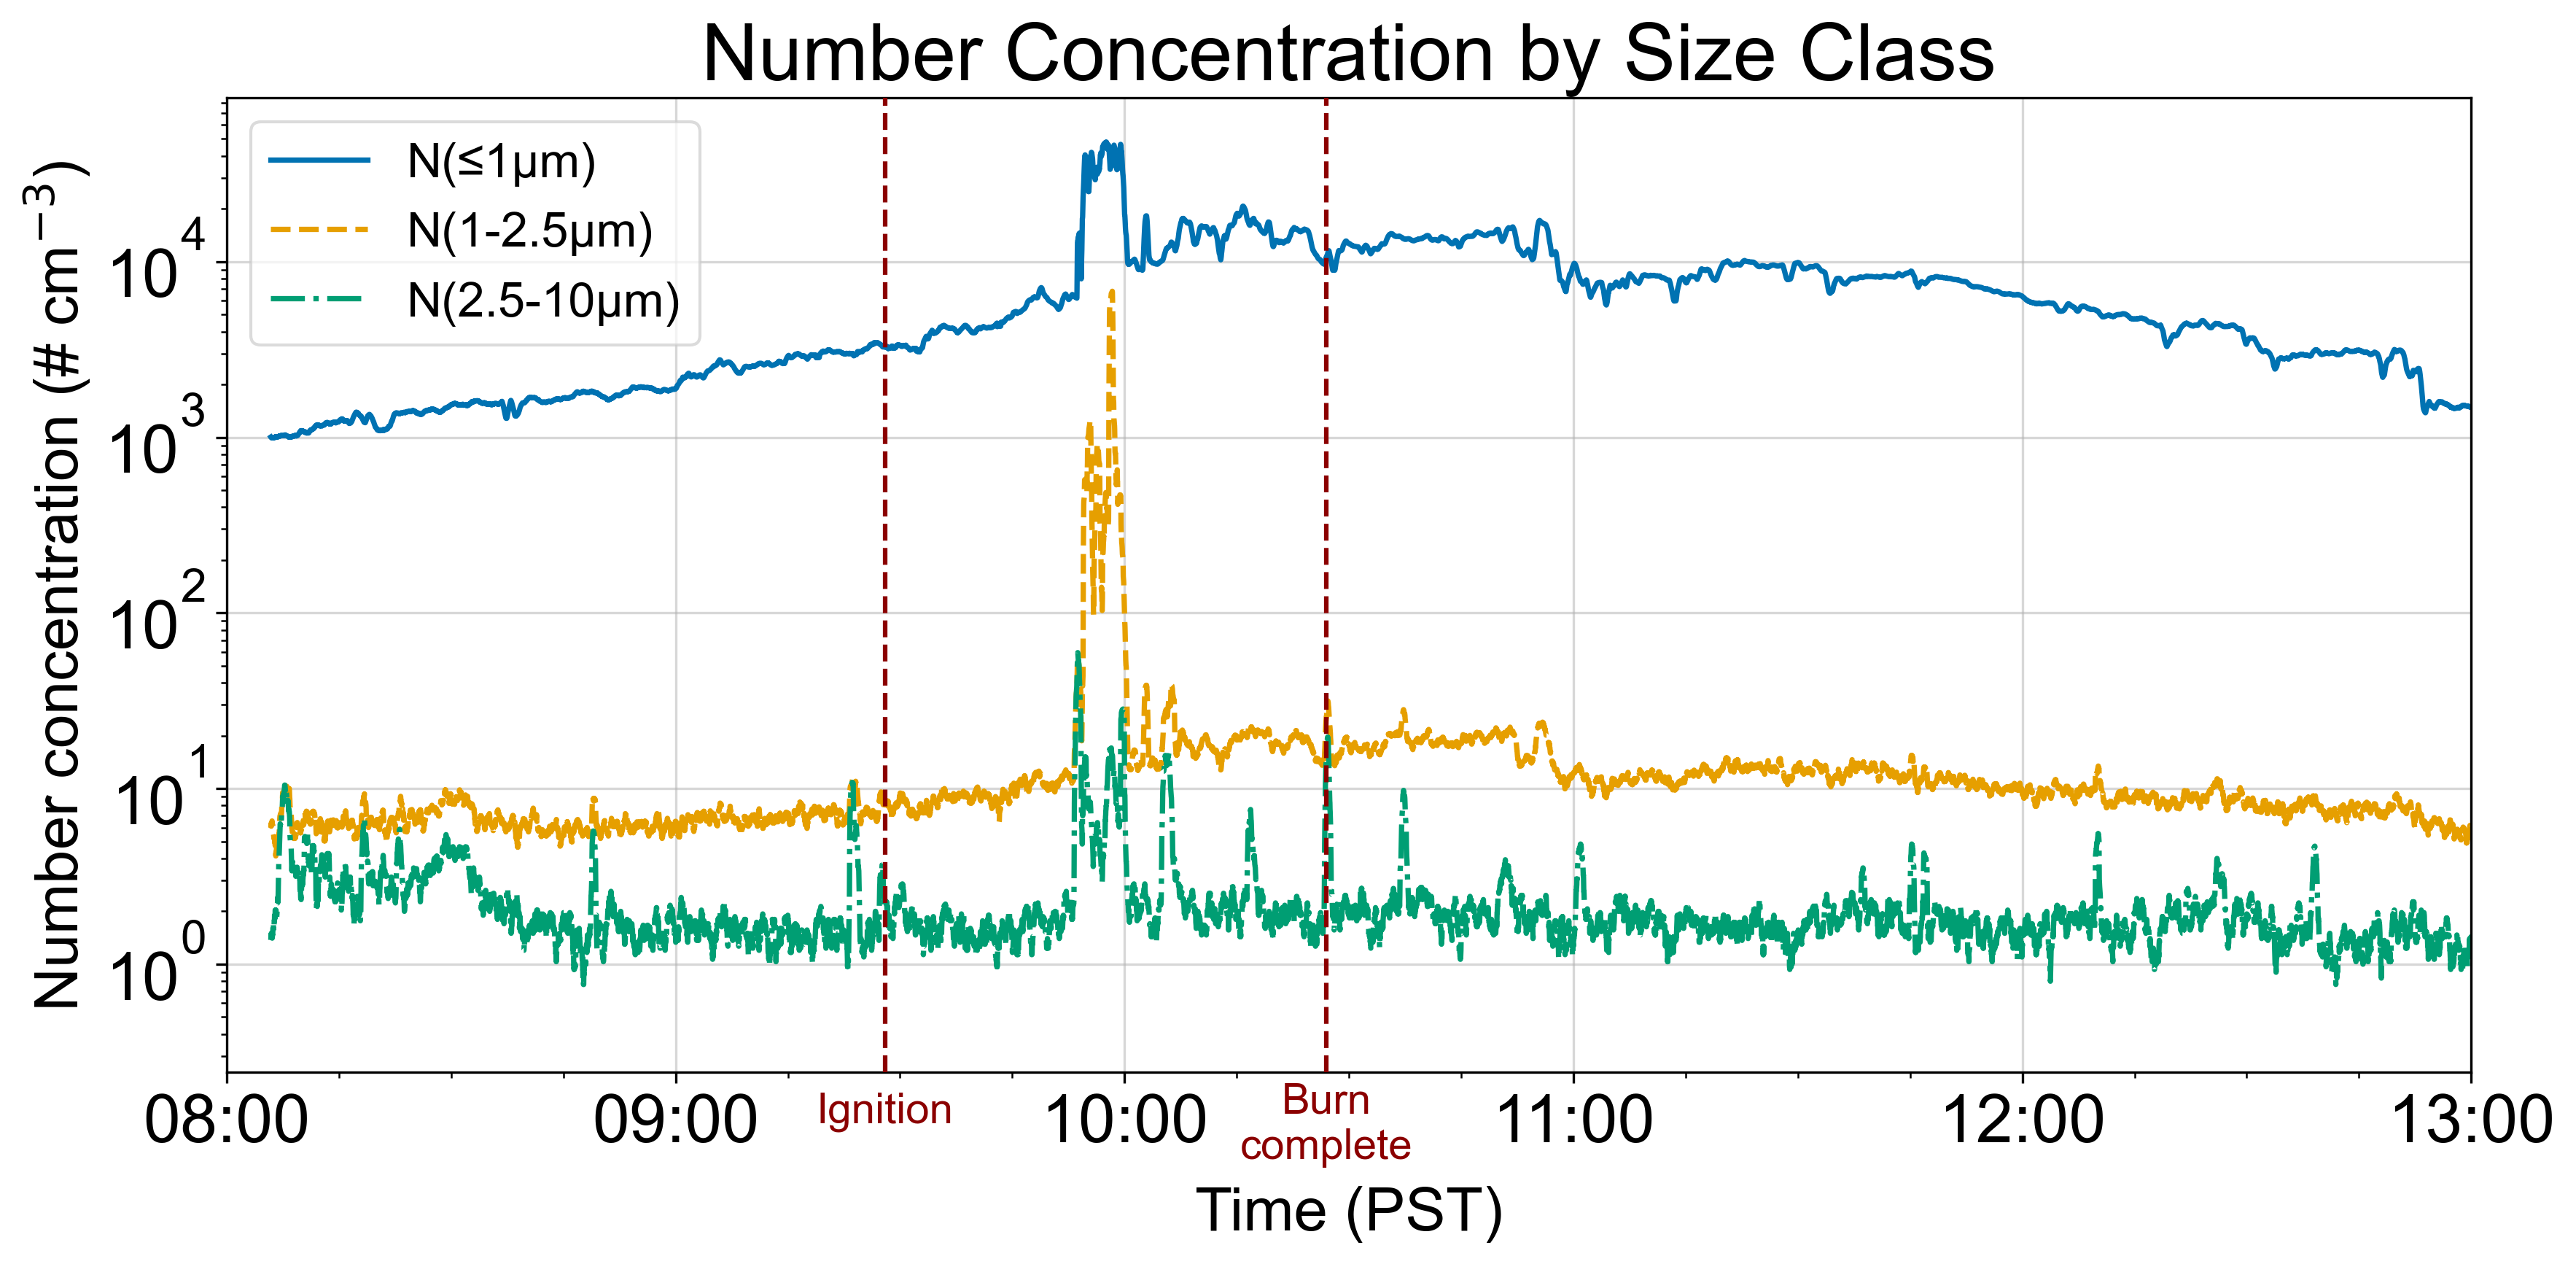 Number Concentration by Size Class
Number concentration (# cm⁻³)
N(≤1µm)
N(1-2.5µm)
N(2.5-10µm)
10⁴
10³
10²
10¹
10⁰
08:00
09:00
10:00
11:00
12:00
13:00
Ignition
Burn
complete
Time (PST)